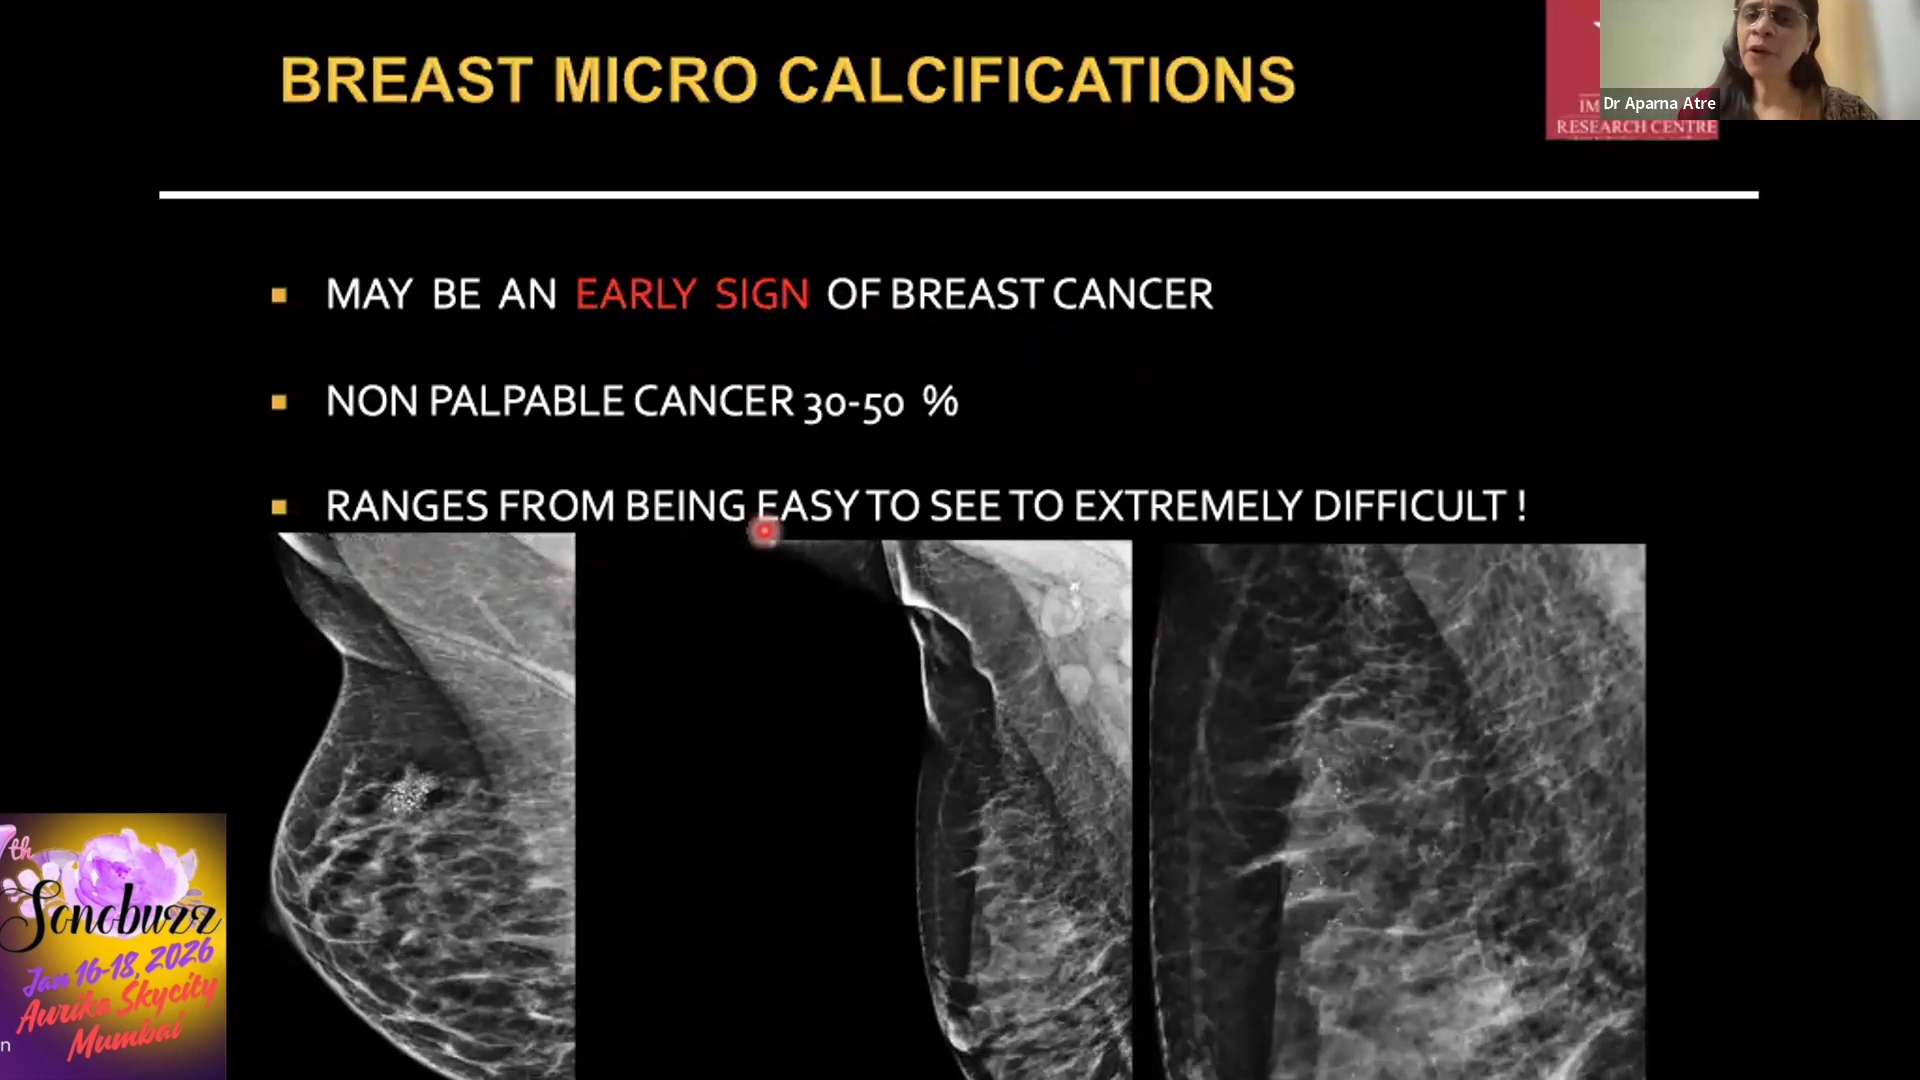 BREAST MICRO CALCIFICATIONS
IM
RESEARCH CENTRE
Dr Aparna Atre
MAY BE AN EARLY SIGN OF BREAST CANCER
NON PALPABLE CANCER 30-50 %
RANGES FROM BEING EASY TO SEE TO EXTREMELY DIFFICULT !
th
Sonobuzz
Jan 16-18, 2026
Aurika Skycity
Mumbai
n